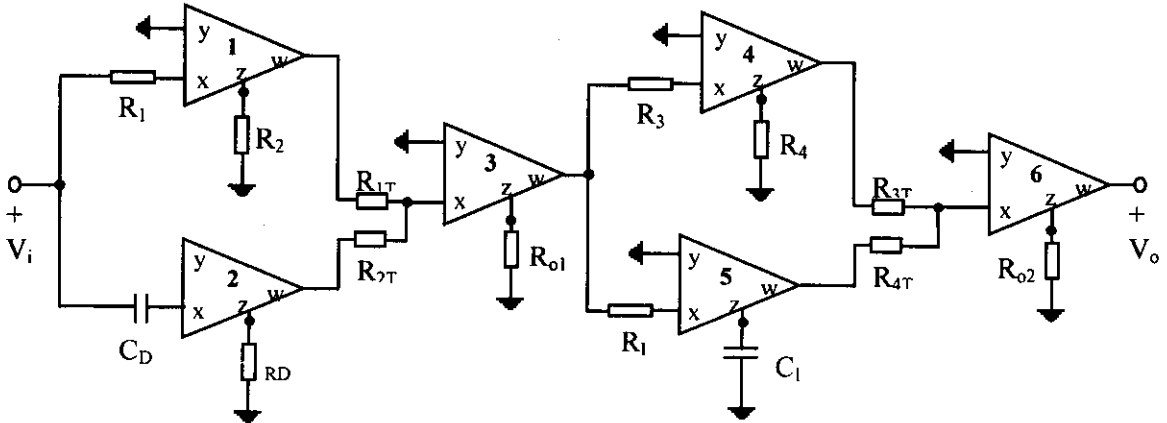 y
1
w
z
x
R1
R2
R1T
R2T
+
Vi
y
2
w
z
x
CD
RD
y
3
w
z
x
Ro1
y
4
w
z
x
R3
R4
R3T
R4T
y
5
w
z
x
R1
C1
y
6
w
z
x
Ro2
+
Vo